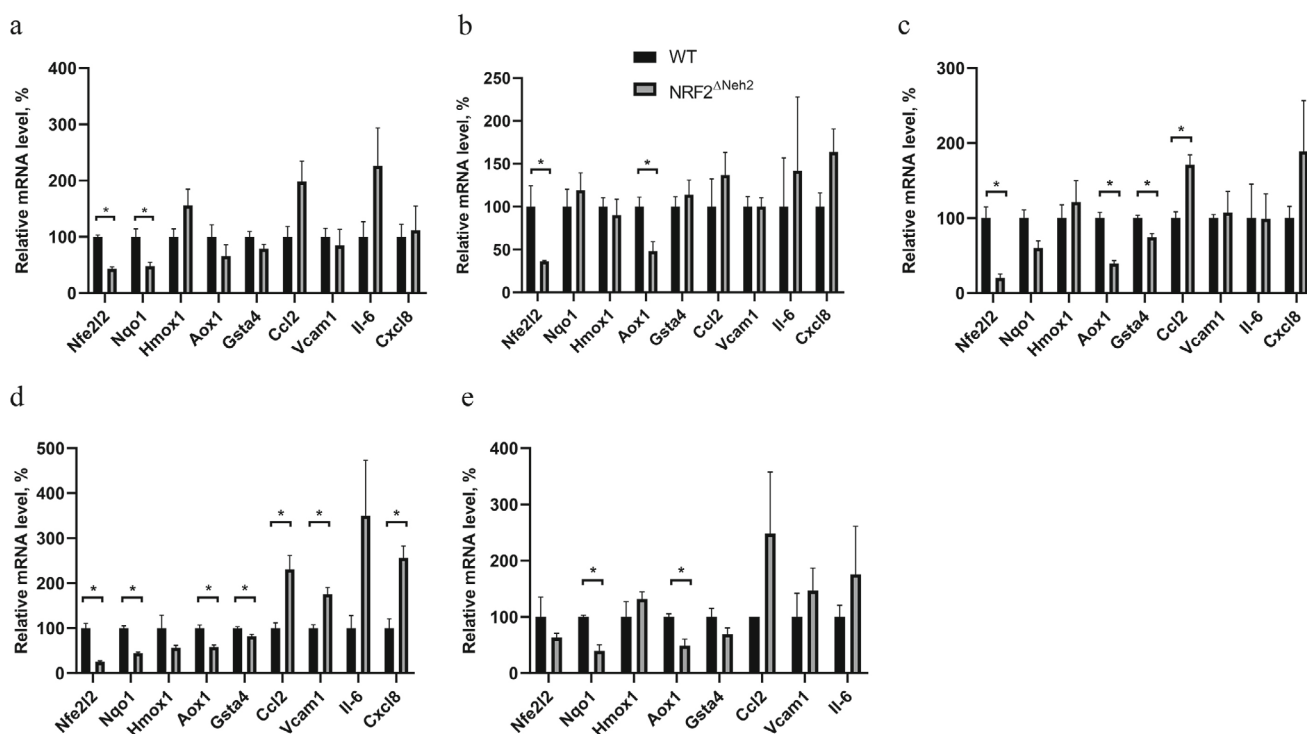 a
Relative mRNA level, %
400
300
200
100
0
* *
Nfe2l2 Nqo1 Hmox1 Aox1 Gsta4 Ccl2 Vcam1 Il-6 Cxcl8
b
WT
NRF2ΔNeh2
Relative mRNA level, %
250
200
150
100
50
0
* *
Nfe2l2 Nqo1 Hmox1 Aox1 Gsta4 Ccl2 Vcam1 Il-6 Cxcl8
c
Relative mRNA level, %
300
200
100
0
* * * *
Nfe2l2 Nqo1 Hmox1 Aox1 Gsta4 Ccl2 Vcam1 Il-6 Cxcl8
d
Relative mRNA level, %
500
400
300
200
100
0
* * * * * * *
Nfe2l2 Nqo1 Hmox1 Aox1 Gsta4 Ccl2 Vcam1 Il-6 Cxcl8
e
Relative mRNA level, %
400
300
200
100
0
* *
Nfe2l2 Nqo1 Hmox1 Aox1 Gsta4 Ccl2 Vcam1 Il-6